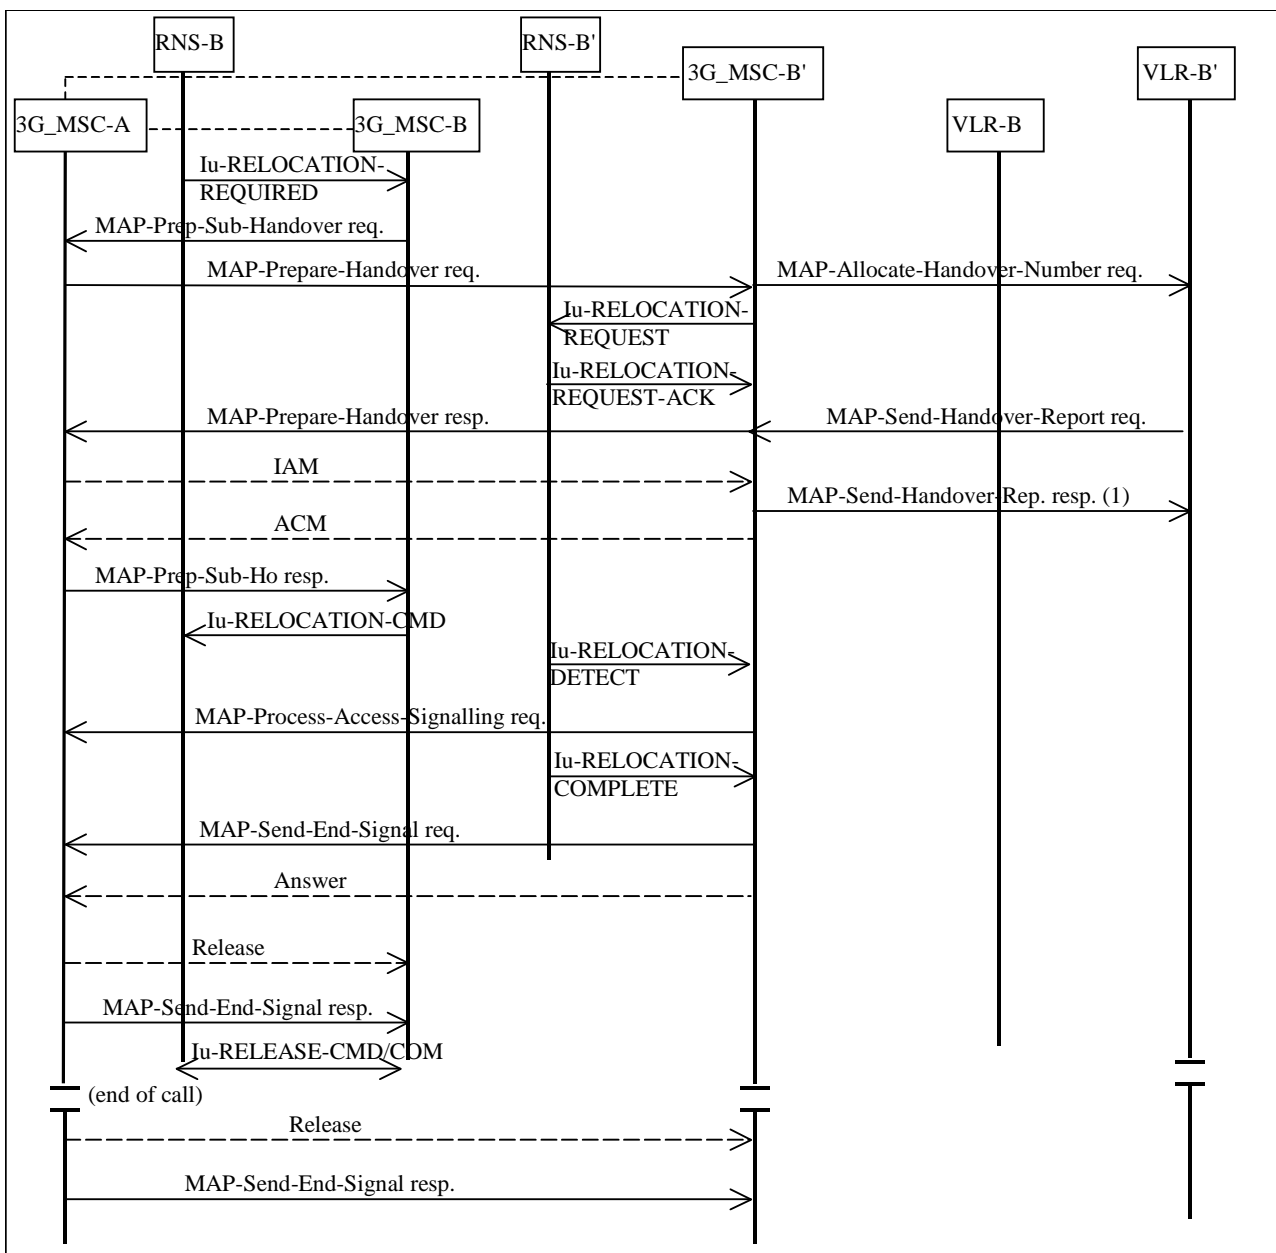 RNS-B
RNS-B'
3G_MSC-B'
VLR-B'
3G_MSC-A
3G_MSC-B
VLR-B
Iu-RELOCATION-
REQUIRED
MAP-Prep-Sub-Handover req.
MAP-Prepare-Handover req.
MAP-Allocate-Handover-Number req.
Iu-RELOCATION-
REQUEST
Iu-RELOCATION-
REQUEST-ACK
MAP-Prepare-Handover resp.
MAP-Send-Handover-Report req.
IAM
MAP-Send-Handover-Rep. resp. (1)
ACM
MAP-Prep-Sub-Ho resp.
Iu-RELOCATION-CMD
Iu-RELOCATION-
DETECT
MAP-Process-Access-Signalling req.
Iu-RELOCATION-
COMPLETE
MAP-Send-End-Signal req.
Answer
Release
MAP-Send-End-Signal resp.
Iu-RELEASE-CMD/COM
(end of call)
Release
MAP-Send-End-Signal resp.